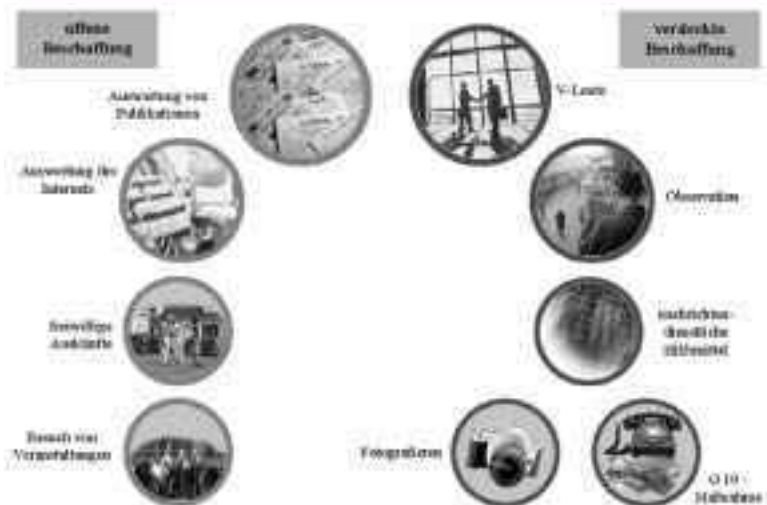 offene
Beschaffung
verdeckte
Beschaffung
Auswertung von
Publikationen
V-Leute
Auswertung des
Internets
Observation
freiwillige
Auskünfte
nachrichten-
dienstliche
Hilfsmittel
Besuch von
Veranstaltungen
Fotografieren
G 10 -
Maßnahme